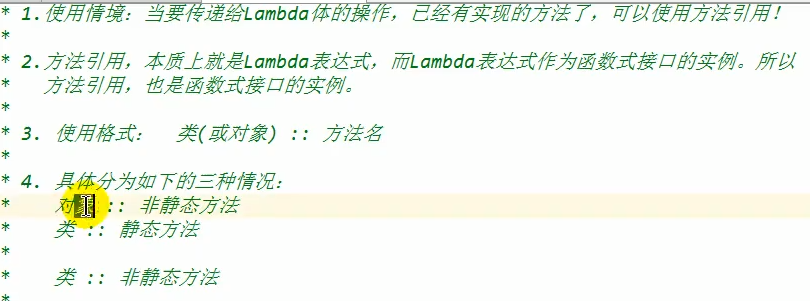 * 1.使用情境：当要传递给Lambda体的操作，已经有实现的方法了，可以使用方法引用！
*
* 2.方法引用，本质上就是Lambda表达式，而Lambda表达式作为函数式接口的实例。所以
*   方法引用，也是函数式接口的实例。
*
* 3. 使用格式：  类(或对象) :: 方法名
*
* 4. 具体分为如下的三种情况：
*    对 :: 非静态方法
*    类 :: 静态方法
*
*    类 :: 非静态方法
*